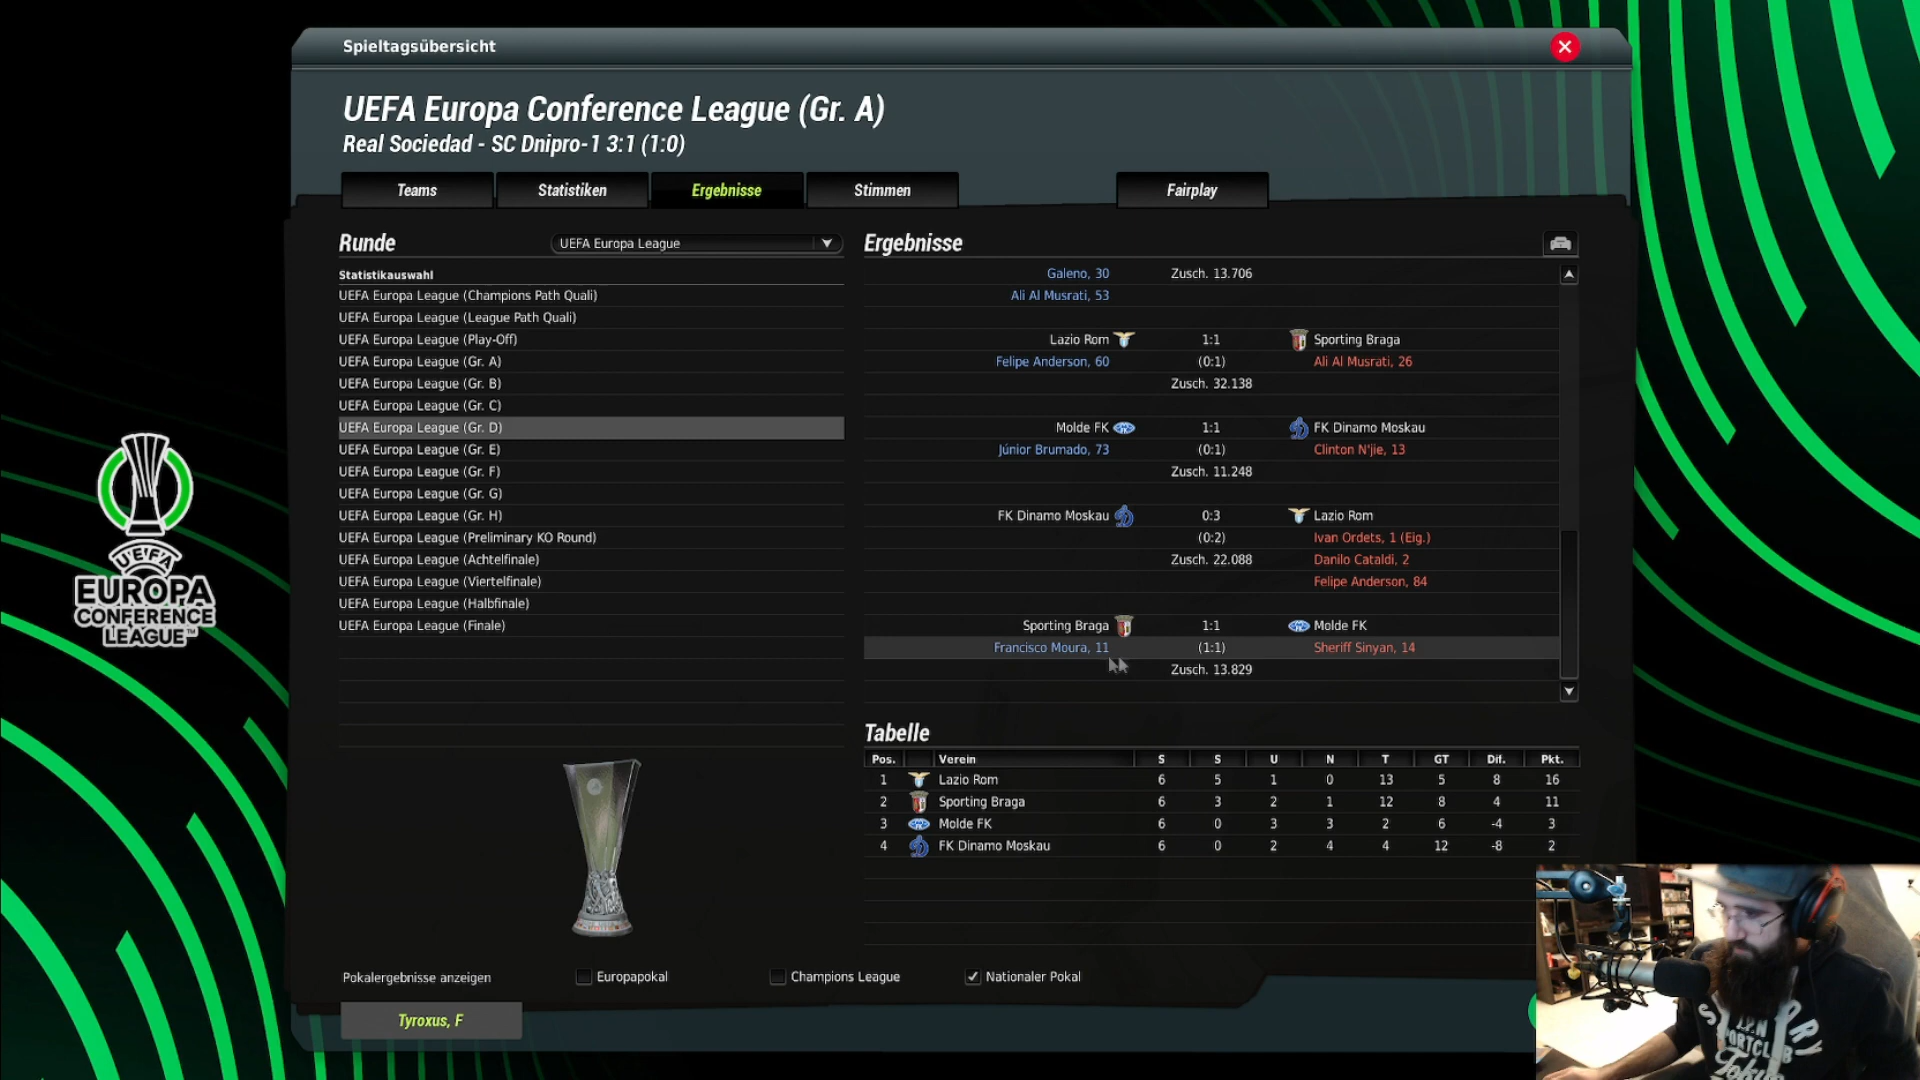 Spieltagsübersicht
UEFA Europa Conference League (Gr. A)
Real Sociedad - SC Dnipro-1 3:1 (1:0)
Teams
Statistiken
Ergebnisse
Stimmen
Fairplay
Runde
UEFA Europa League
Statistikauswahl
UEFA Europa League (Champions Path Quali)
UEFA Europa League (League Path Quali)
UEFA Europa League (Play-Off)
UEFA Europa League (Gr. A)
UEFA Europa League (Gr. B)
UEFA Europa League (Gr. C)
UEFA Europa League (Gr. D)
UEFA Europa League (Gr. E)
UEFA Europa League (Gr. F)
UEFA Europa League (Gr. G)
UEFA Europa League (Gr. H)
UEFA Europa League (Preliminary KO Round)
UEFA Europa League (Achtelfinale)
UEFA Europa League (Viertelfinale)
UEFA Europa League (Halbfinale)
UEFA Europa League (Finale)
Ergebnisse
Galeno, 30 Zusch. 13.706
Ali Al Musrati, 53
Lazio Rom 1:1 Sporting Braga
Felipe Anderson, 60 (0:1) Ali Al Musrati, 26
Zusch. 32.138
Molde FK 1:1 FK Dinamo Moskau
Júnior Brumado, 73 (0:1) Clinton N'jie, 13
Zusch. 11.248
FK Dinamo Moskau 0:3 Lazio Rom
(0:2) Ivan Ordets, 1 (Eig.)
Zusch. 22.088 Danilo Cataldi, 2
Felipe Anderson, 84
Sporting Braga 1:1 Molde FK
Francisco Moura, 11 (1:1) Sheriff Sinyan, 14
Zusch. 13.829
Tabelle
Pos. Verein S S U N T GT Dif. Pkt.
1 Lazio Rom 6 5 1 0 13 5 8 16
2 Sporting Braga 6 3 2 1 12 8 4 11
3 Molde FK 6 0 3 3 2 6 -4 3
4 FK Dinamo Moskau 6 0 2 4 4 12 -8 2
Pokalergebnisse anzeigen
Europapokal
Champions League
Nationaler Pokal
Tyroxus, F
UEFA
EUROPA
CONFERENCE
LEAGUE™